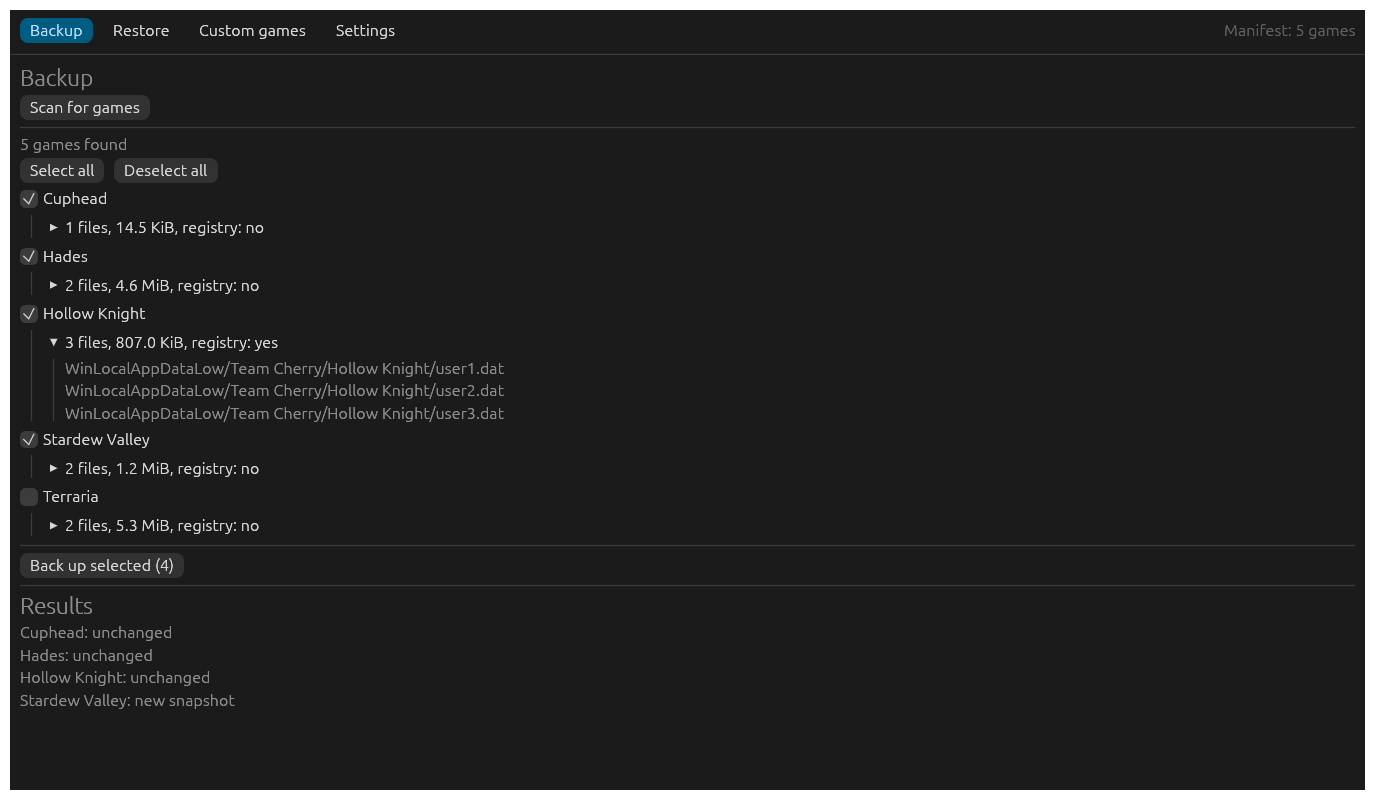 Backup Restore Custom games Settings Manifest: 5 games
Backup
Scan for games
5 games found
Select all Deselect all
Cuphead
1 files, 14.5 KiB, registry: no
Hades
2 files, 4.6 MiB, registry: no
Hollow Knight
3 files, 807.0 KiB, registry: yes
WinLocalAppDataLow/Team Cherry/Hollow Knight/user1.dat
WinLocalAppDataLow/Team Cherry/Hollow Knight/user2.dat
WinLocalAppDataLow/Team Cherry/Hollow Knight/user3.dat
Stardew Valley
2 files, 1.2 MiB, registry: no
Terraria
2 files, 5.3 MiB, registry: no
Back up selected (4)
Results
Cuphead: unchanged
Hades: unchanged
Hollow Knight: unchanged
Stardew Valley: new snapshot